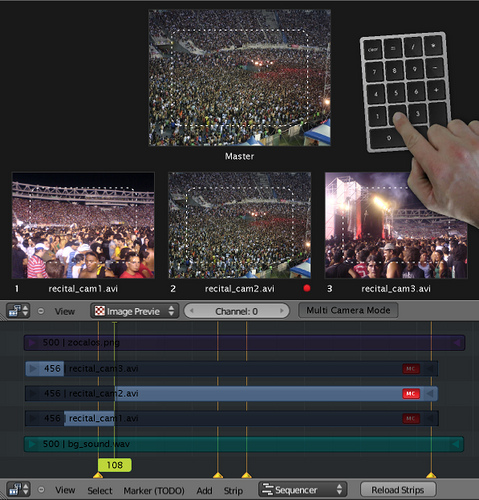 clear = / *
7 8 9 -
4 5 6 +
1 3
0
Master
1 recital_cam1.avi 2 recital_cam2.avi 3 recital_cam3.avi
View Image Previe Channel: 0 Multi Camera Mode
500 | zocalos.png
456 | recital_cam3.avi MC
456 | recital_cam2.avi MC
456 | recital_cam1.avi MC
500 | bg_sound.wav
108
View Select Marker (TODO) Add Strip Sequencer Reload Strips